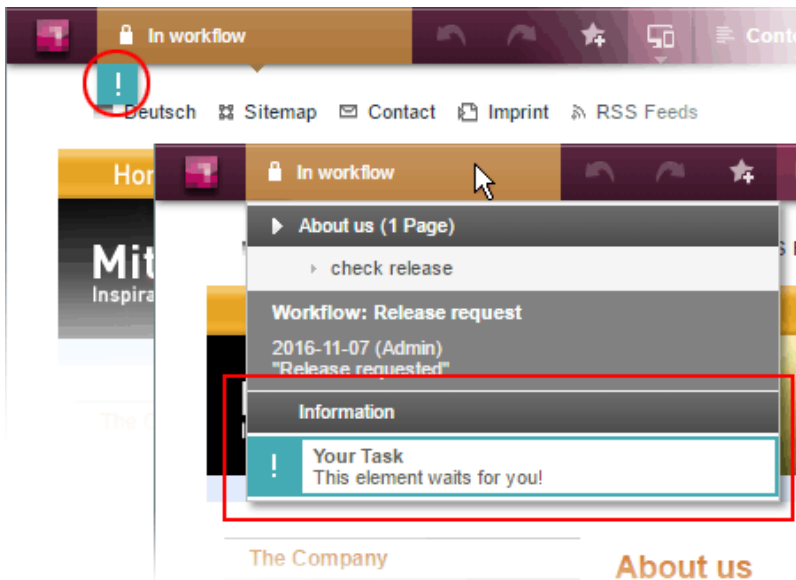 In workflow
Conte
!
Deutsch Sitemap Contact Imprint RSS Feeds
Hor
In workflow
Mit
Inspira
About us (1 Page)
check release
Workflow: Release request
2016-11-07 (Admin)
"Release requested"
Information
! Your Task
This element waits for you!
The C
The Company
About us